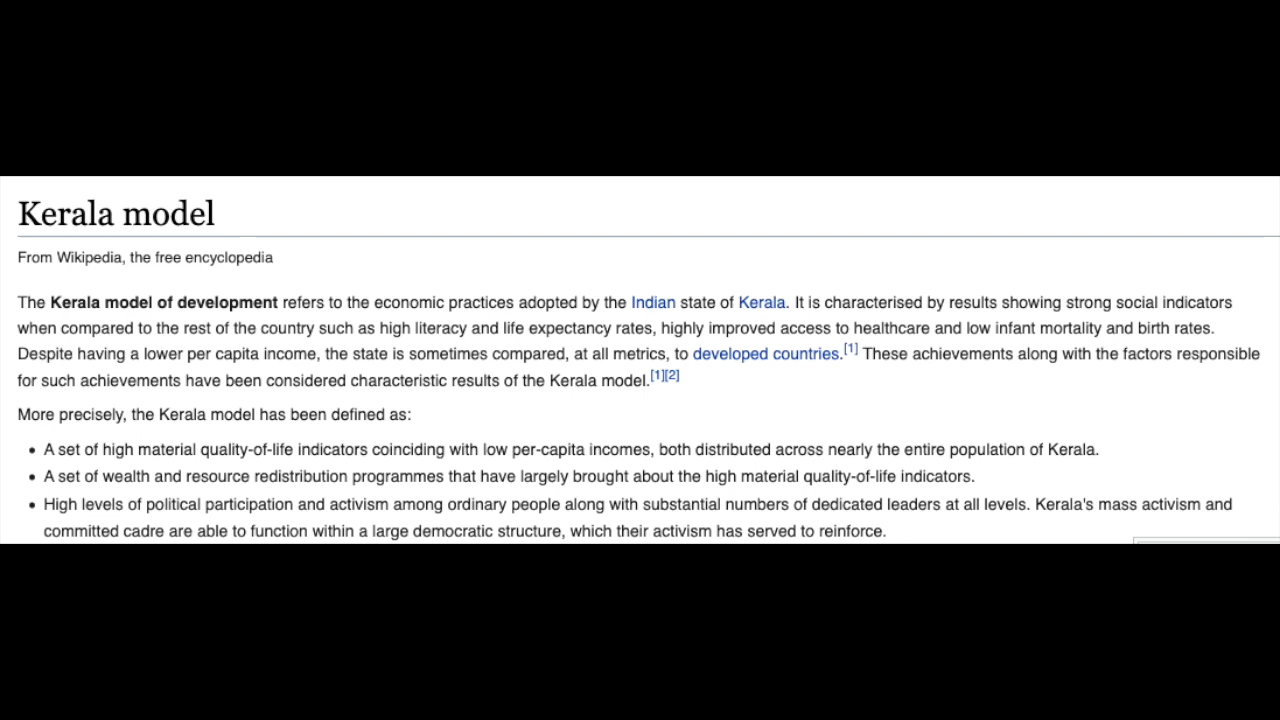 Kerala model
From Wikipedia, the free encyclopedia
The Kerala model of development refers to the economic practices adopted by the Indian state of Kerala. It is characterised by results showing strong social indicators
when compared to the rest of the country such as high literacy and life expectancy rates, highly improved access to healthcare and low infant mortality and birth rates.
Despite having a lower per capita income, the state is sometimes compared, at all metrics, to developed countries.[1] These achievements along with the factors responsible
for such achievements have been considered characteristic results of the Kerala model.[1][2]
More precisely, the Kerala model has been defined as:
• A set of high material quality-of-life indicators coinciding with low per-capita incomes, both distributed across nearly the entire population of Kerala.
• A set of wealth and resource redistribution programmes that have largely brought about the high material quality-of-life indicators.
• High levels of political participation and activism among ordinary people along with substantial numbers of dedicated leaders at all levels. Kerala's mass activism and
committed cadre are able to function within a large democratic structure, which their activism has served to reinforce.